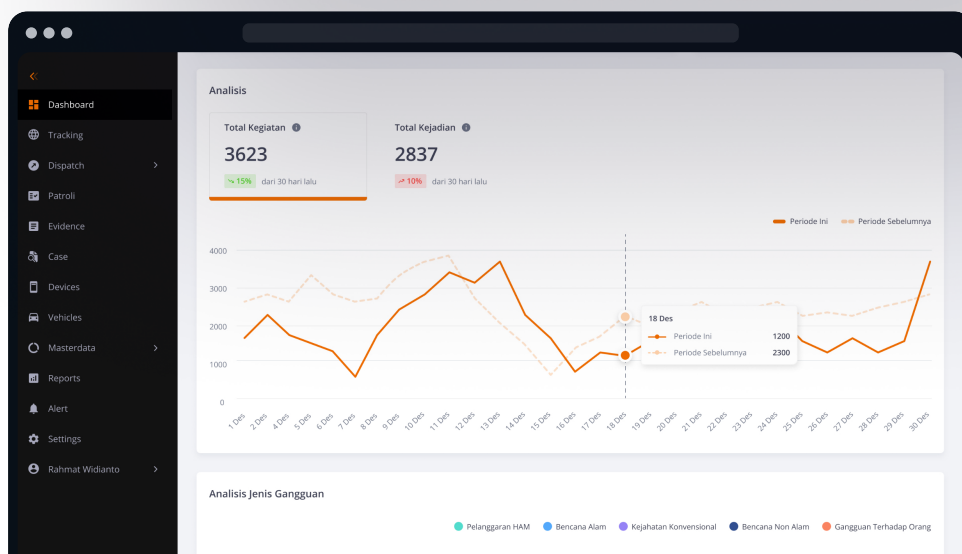 Dashboard
Tracking
Dispatch
Patroli
Evidence
Case
Devices
Vehicles
Masterdata
Reports
Alert
Settings
Rahmat Widianto
Analisis
Total Kegiatan
3623
15% dari 30 hari lalu
Total Kejadian
2837
10% dari 30 hari lalu
Periode Ini Periode Sebelumnya
4000
3000
2000
1000
0
18 Des
Periode Ini 1200
Periode Sebelumnya 2300
1 Des 2 Des 4 Des 5 Des 6 Des 7 Des 8 Des 9 Des 10 Des 11 Des 12 Des 13 Des 14 Des 15 Des 16 Des 17 Des 18 Des 19 Des 20 Des 21 Des 22 Des 23 Des 24 Des 25 Des 26 Des 27 Des 28 Des 29 Des 30 Des
Analisis Jenis Gangguan
Pelanggaran HAM Bencana Alam Kejahatan Konvensional Bencana Non Alam Gangguan Terhadap Orang